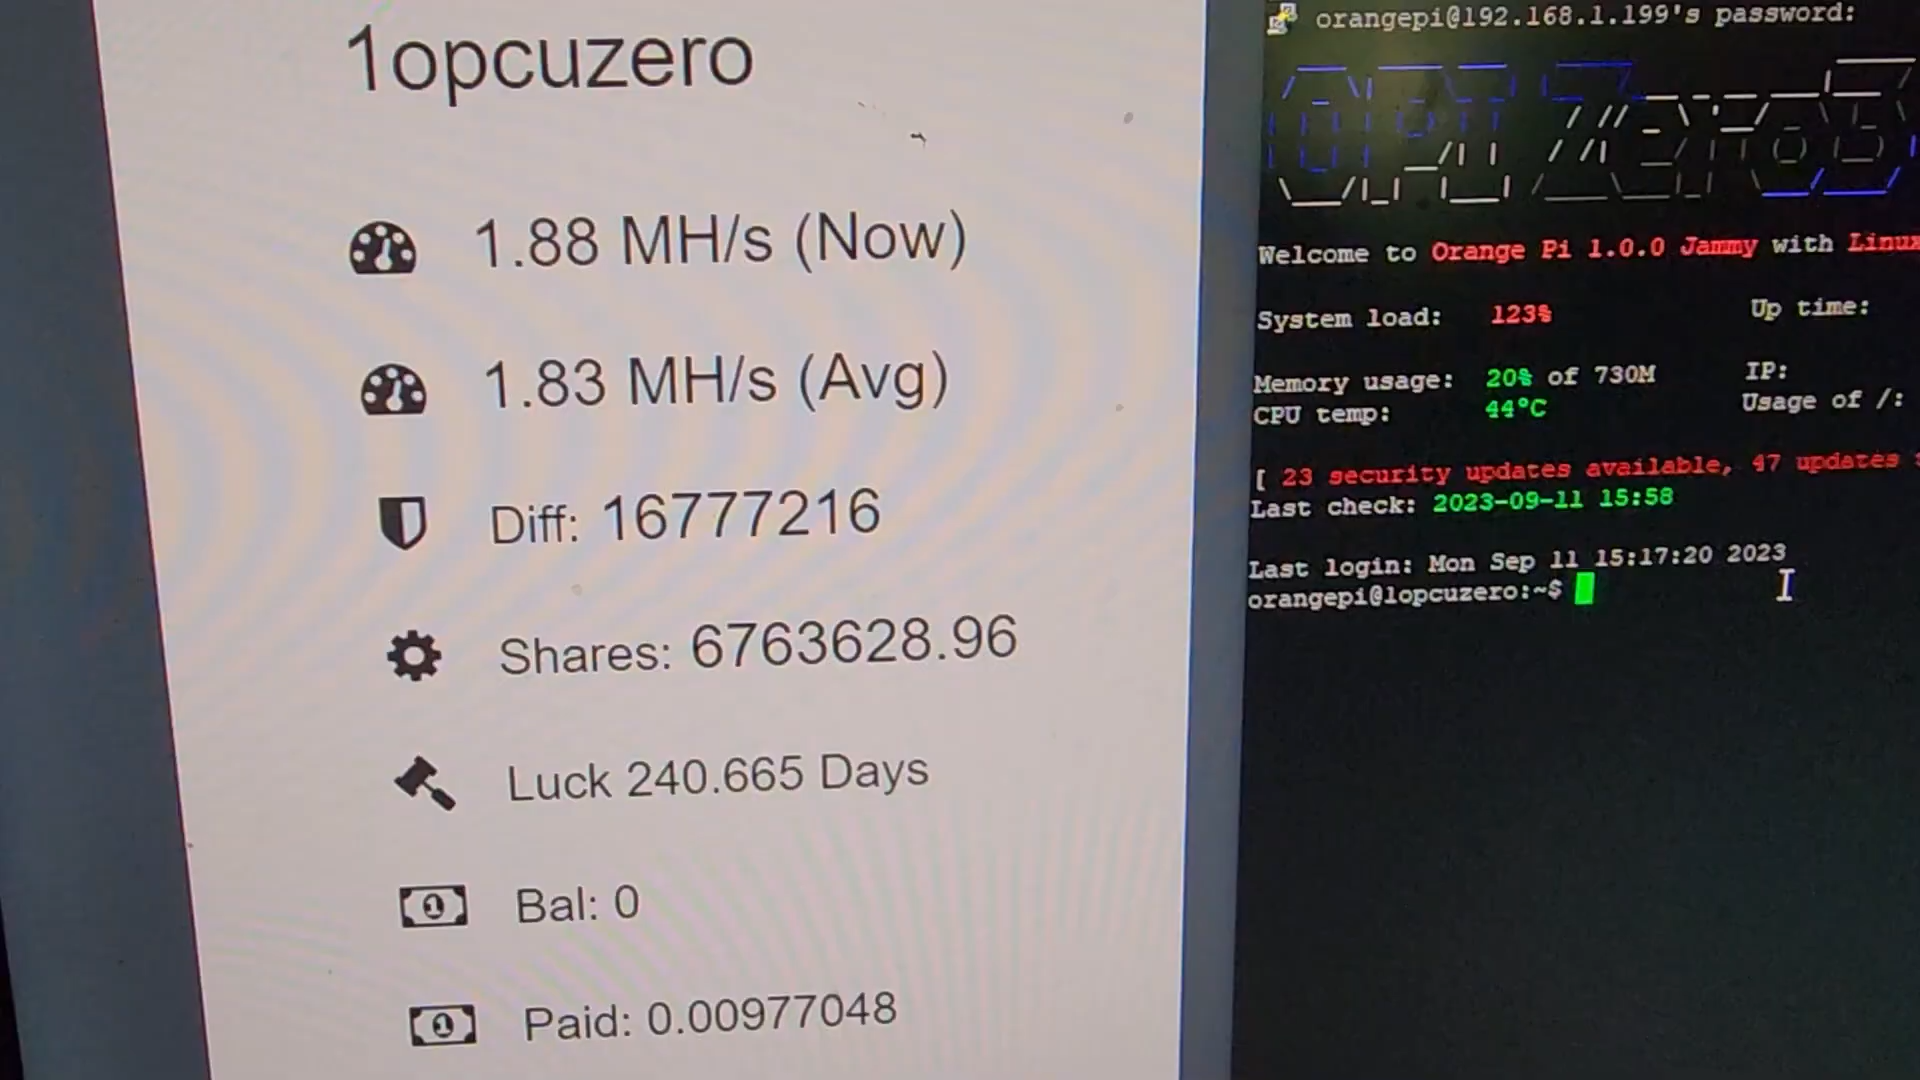 1opcuzero
1.88 MH/s (Now)
1.83 MH/s (Avg)
Diff: 16777216
Shares: 6763628.96
Luck 240.665 Days
Bal: 0
Paid: 0.00977048
orangepi@192.168.1.199's password:
OPI Zero3
Welcome to Orange Pi 1.0.0 Jammy with Linux
System load: 123% Up time:
Memory usage: 20% of 730M IP:
CPU temp: 44°C Usage of /:
[ 23 security updates available, 47 updates
Last check: 2023-09-11 15:58
Last login: Mon Sep 11 15:17:20 2023
orangepi@1opcuzero:~$